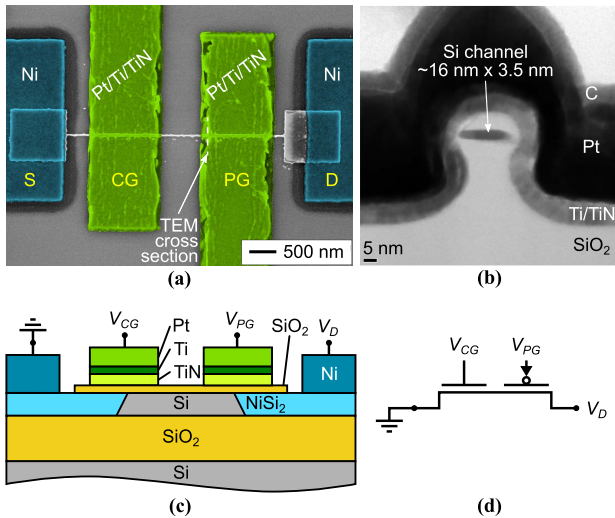 Ni
Pt/Ti/TiN
Pt/Ti/TiN
Ni
S
CG
PG
D
TEM
cross
section
500 nm
(a)
Si channel
~16 nm x 3.5 nm
C
Pt
Ti/TiN
SiO2
5 nm
(b)
VCG
VPG
VD
Pt
Ti
TiN
SiO2
Ni
Si
NiSi2
SiO2
Si
(c)
VCG
VPG
VD
(d)